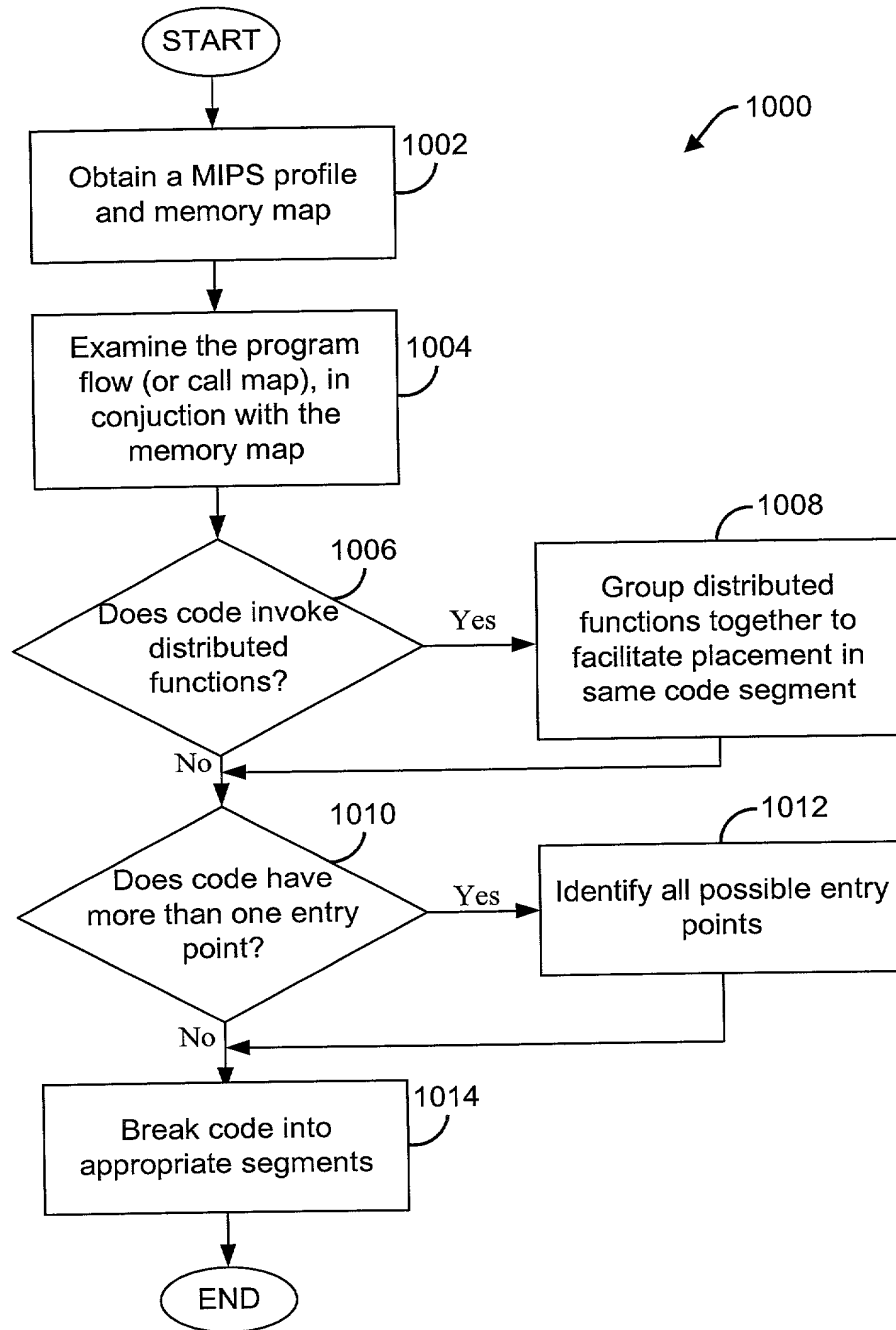 START
1000
1002
Obtain a MIPS profile
and memory map
1004
Examine the program
flow (or call map), in
conjuction with the
memory map
1006
Does code invoke
distributed
functions?
Yes
1008
Group distributed
functions together to
facilitate placement in
same code segment
No
1010
Does code have
more than one entry
point?
Yes
1012
Identify all possible entry
points
No
1014
Break code into
appropriate segments
END